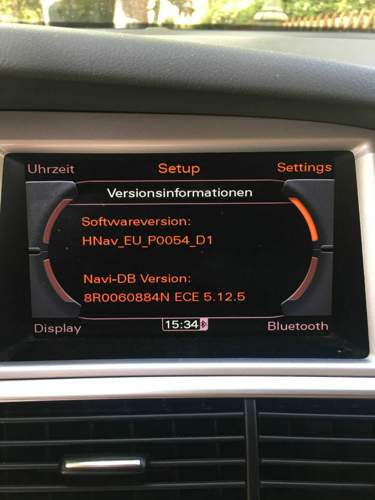 Uhrzeit Setup Settings
Versionsinformationen
Softwareversion:
HNav_EU_P0054_D1
Navi-DB Version:
8R0060884N ECE 5.12.5
Display 15:34 Bluetooth